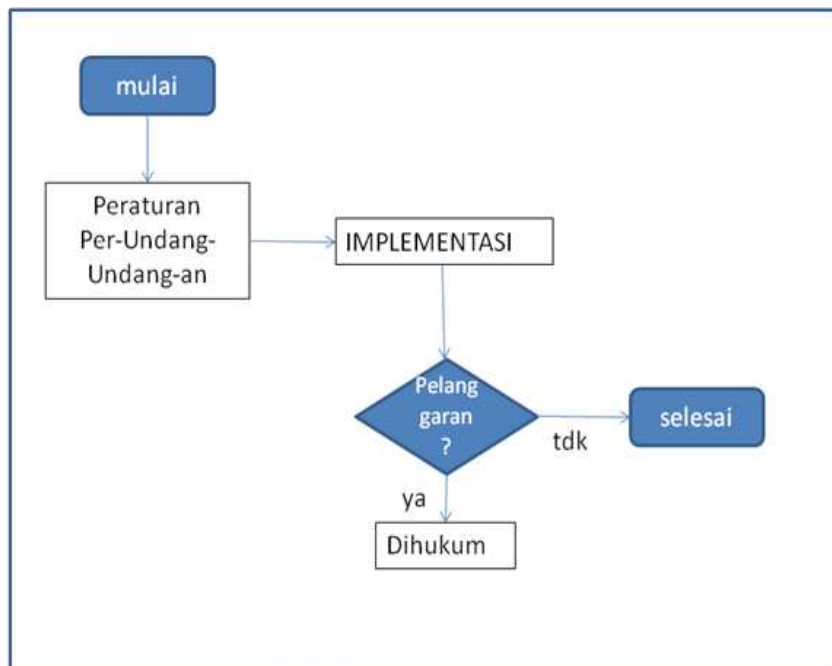 mulai
Peraturan
Per-Undang-
Undang-an
IMPLEMENTASI
Pelang
garan
?
tdk
selesai
ya
Dihukum